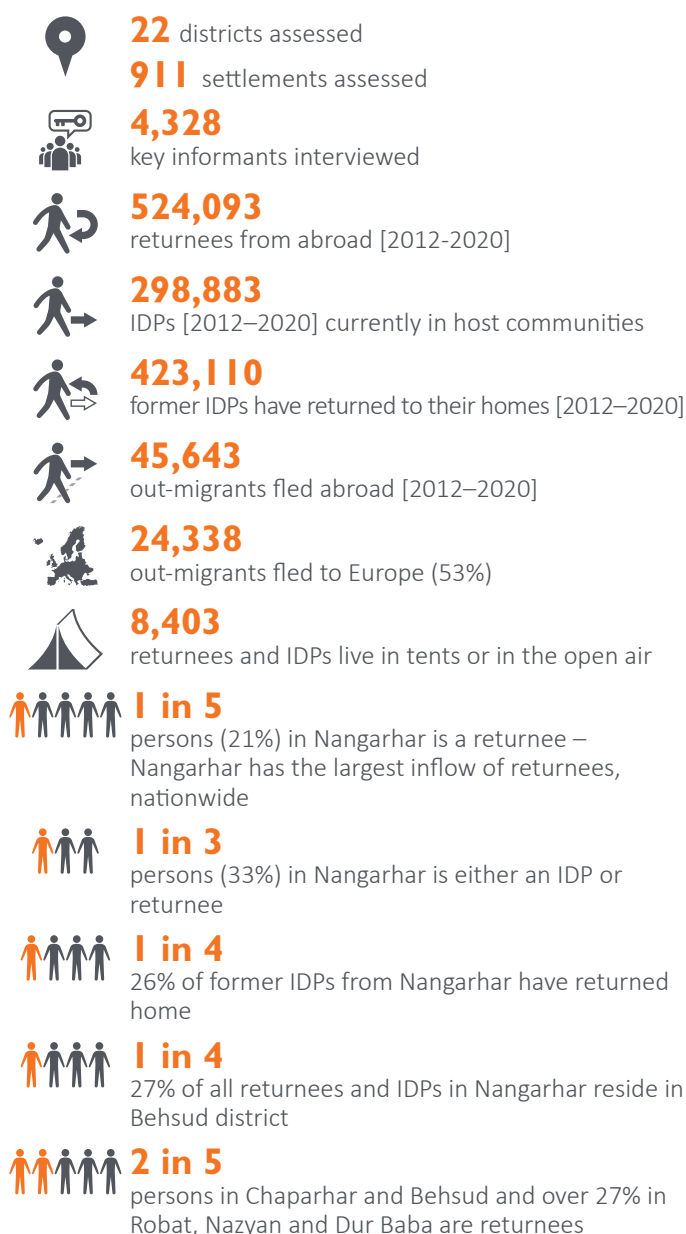 22 districts assessed
911 settlements assessed
4,328
key informants interviewed
524,093
returnees from abroad [2012-2020]
298,883
IDPs [2012–2020] currently in host communities
423,110
former IDPs have returned to their homes [2012–2020]
45,643
out-migrants fled abroad [2012–2020]
24,338
out-migrants fled to Europe (53%)
8,403
returnees and IDPs live in tents or in the open air
1 in 5
persons (21%) in Nangarhar is a returnee –
Nangarhar has the largest inflow of returnees,
nationwide
1 in 3
persons (33%) in Nangarhar is either an IDP or
returnee
1 in 4
26% of former IDPs from Nangarhar have returned
home
1 in 4
27% of all returnees and IDPs in Nangarhar reside in
Behsud district
2 in 5
persons in Chaparhar and Behsud and over 27% in
Robat, Nazyan and Dur Baba are returnees